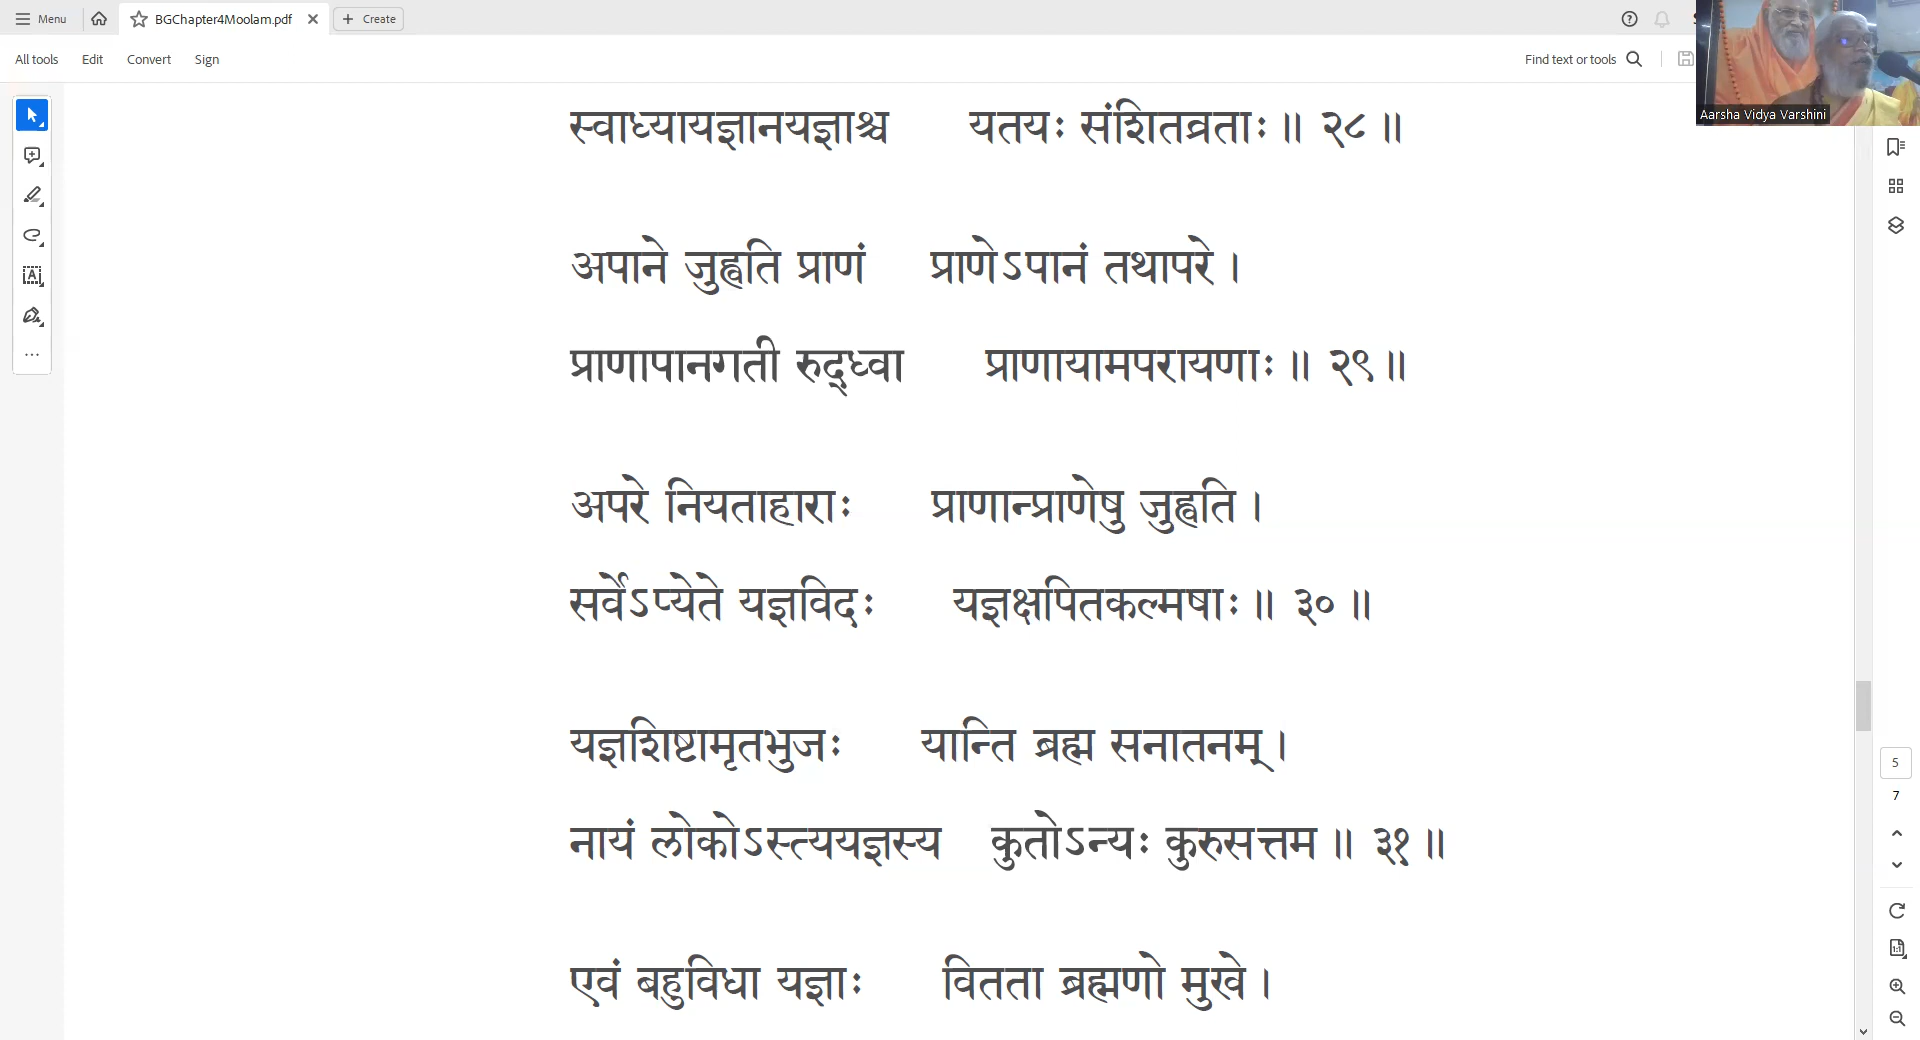 Menu
BGChapter4Moolam.pdf
Create
All tools Edit Convert Sign
Find text or tools
Aarsha Vidya Varshini
स्वाध्यायज्ञानयज्ञाश्च यतयः संशितव्रताः ॥ २८ ॥
अपाने जुह्वति प्राणं प्राणेऽपानं तथापरे ।
प्राणापानगती रुद्ध्वा प्राणायामपरायणाः ॥ २९ ॥
अपरे नियताहाराः प्राणान्प्राणेषु जुह्वति ।
सर्वेऽप्येते यज्ञविदः यज्ञक्षपितकल्मषाः ॥ ३० ॥
यज्ञशिष्टामृतभुजः यान्ति ब्रह्म सनातनम् ।
नायं लोकोऽस्त्ययज्ञस्य कुतोऽन्यः कुरुसत्तम ॥ ३१ ॥
एवं बहुविधा यज्ञाः वितता ब्रह्मणो मुखे ।
5
7